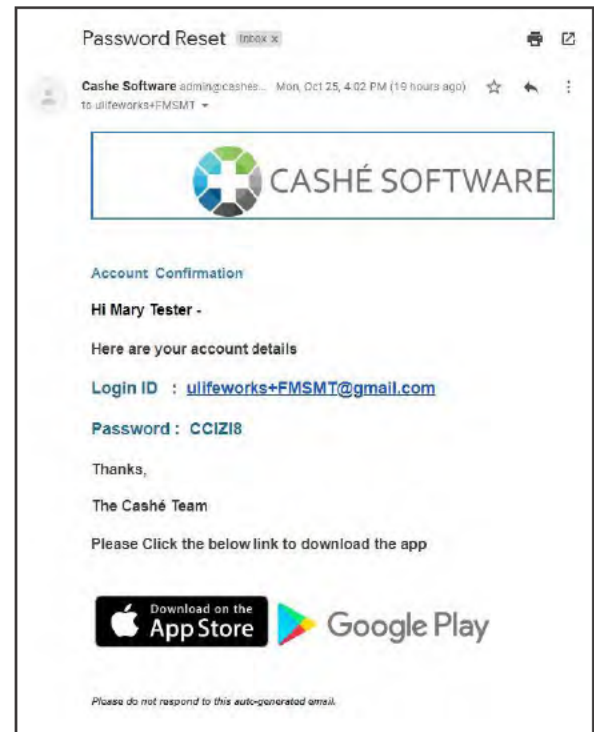 Password Reset Inbox x
Cashe Software admin@cashes... Mon, Oct 25, 4:02 PM (19 hours ago)
to ulifeworks+FMSMT
CASHÉ SOFTWARE
Account Confirmation
Hi Mary Tester -
Here are your account details
Login ID : ulifeworks+FMSMT@gmail.com
Password : CCIZI8
Thanks,
The Cashé Team
Please Click the below link to download the app
Download on the
App Store
Google Play
Please do not respond to this auto-generated email.